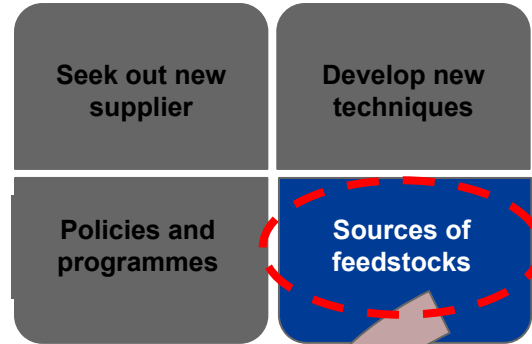 Seek out new
supplier
Develop new
techniques
Policies and
programmes
Sources of
feedstocks